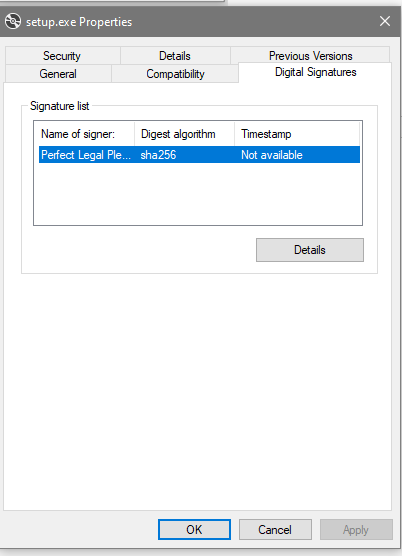 setup.exe Properties
Security Details Previous Versions
General Compatibility Digital Signatures
Signature list
Name of signer: Digest algorithm Timestamp
Perfect Legal Ple... sha256 Not available
Details
OK Cancel Apply